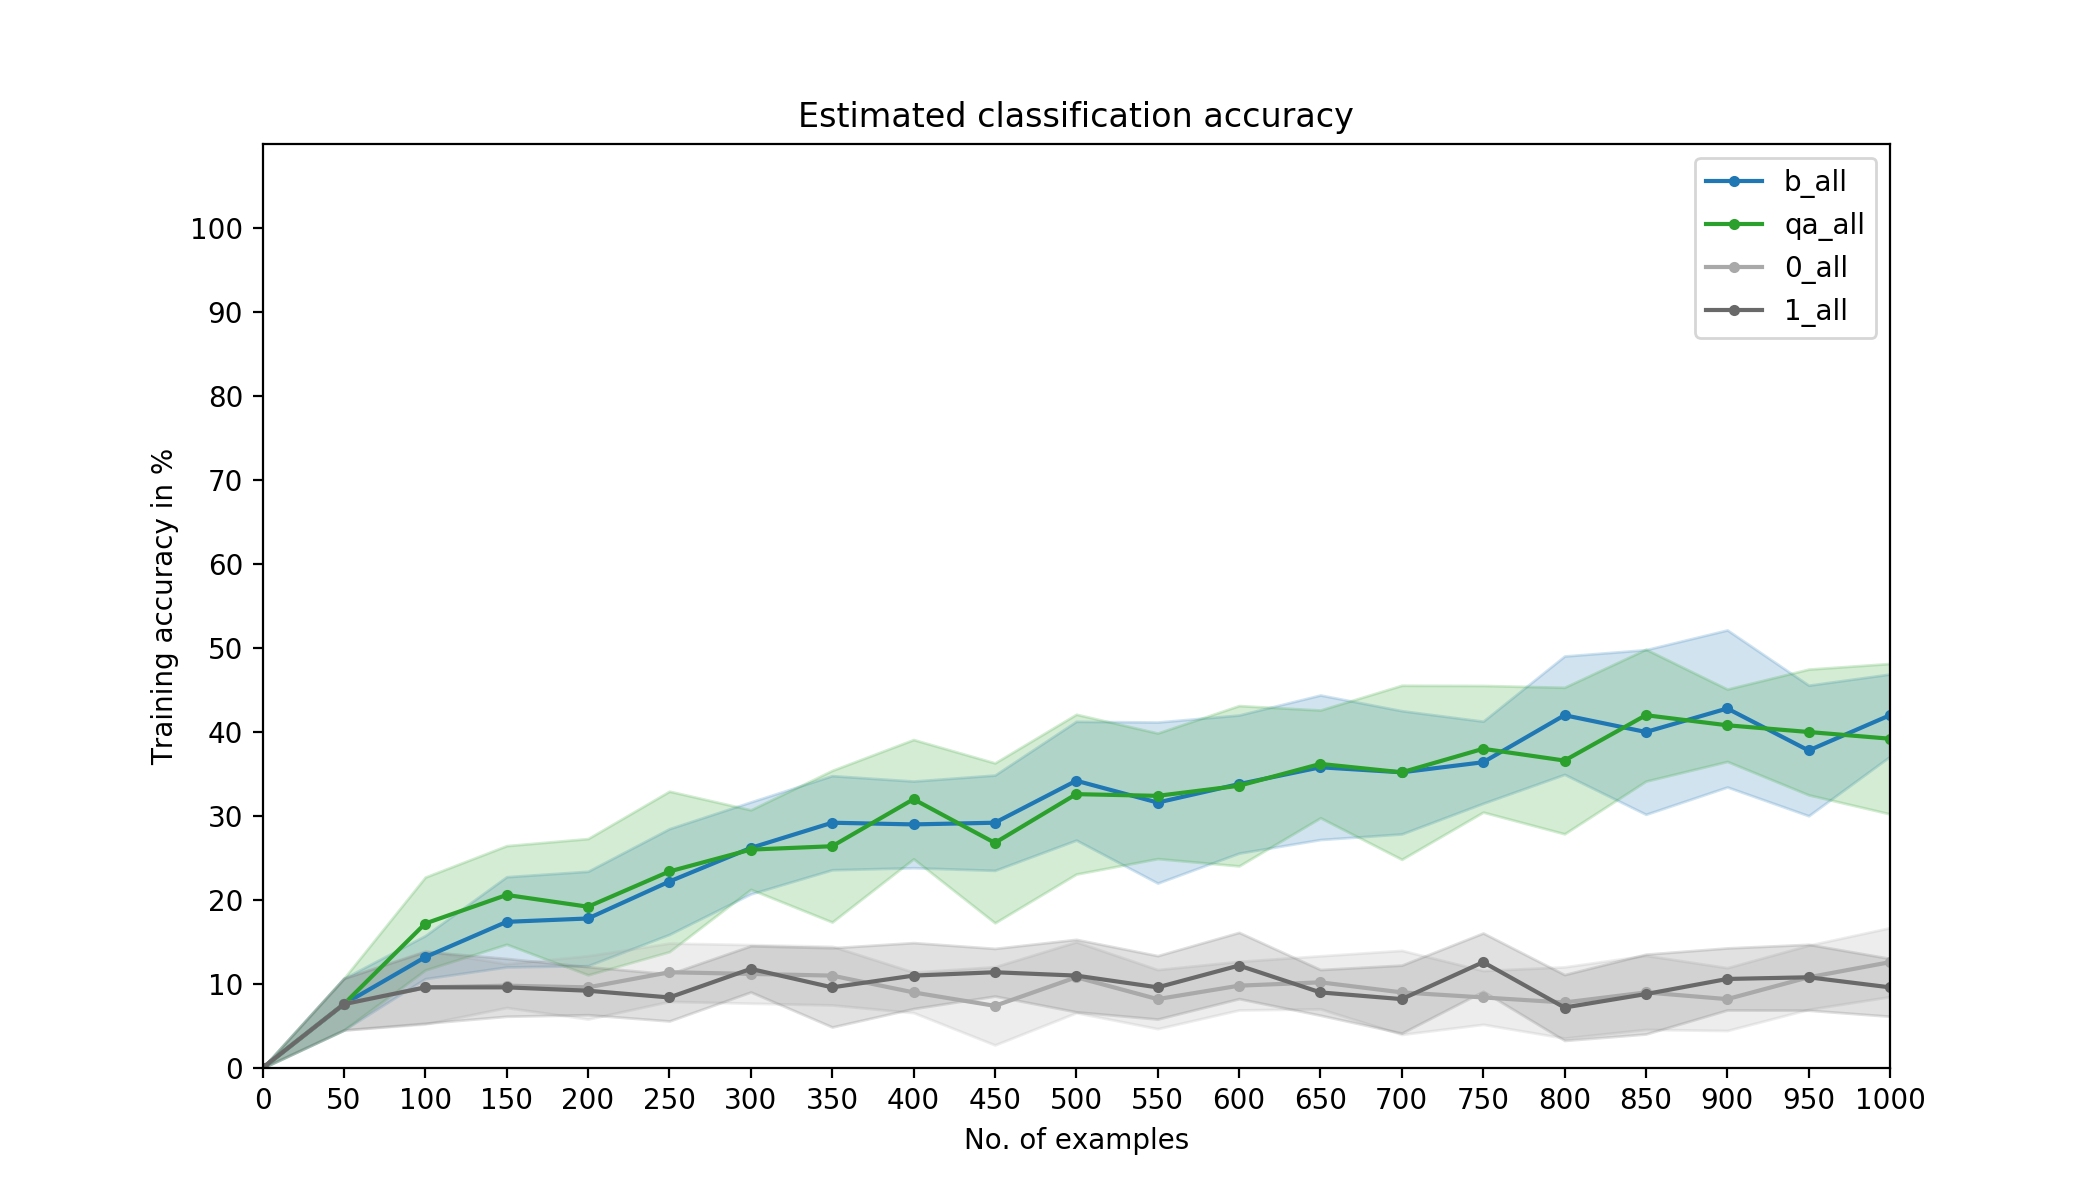 Estimated classification accuracy
b_all
qa_all
0_all
1_all
Training accuracy in %
100
90
80
70
60
50
40
30
20
10
0
0 50 100 150 200 250 300 350 400 450 500 550 600 650 700 750 800 850 900 950 1000
No. of examples